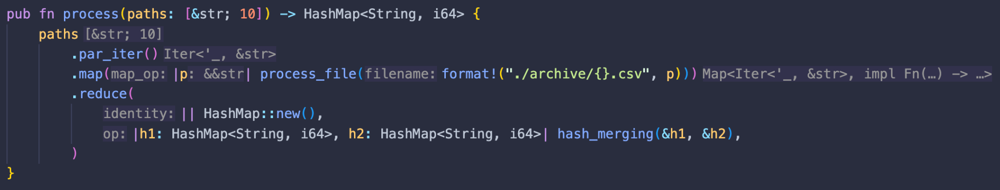 pub fn process(paths: [&str; 10]) -> HashMap<String, i64> {
paths [&str; 10]
.par_iter() Iter<'_, &str>
.map(map_op: |p: &&str| process_file(filename: format!("./archive/{}.csv", p))) Map<Iter<'_, &str>, impl Fn(…) -> …>
.reduce(
identity: || HashMap::new(),
op: |h1: HashMap<String, i64>, h2: HashMap<String, i64>| hash_merging(&h1, &h2),
)
}